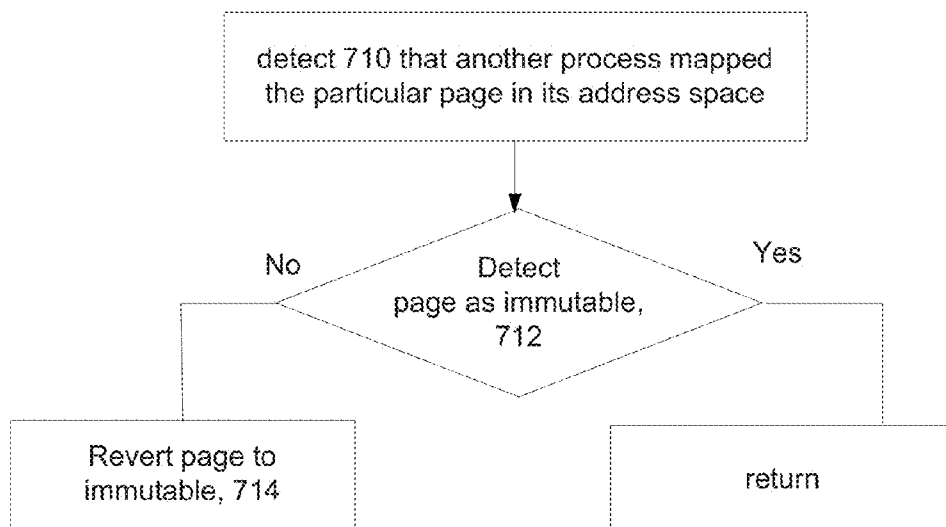 detect 710 that another process mapped
the particular page in its address space
No
Yes
Detect
page as immutable,
712
Revert page to
immutable, 714
return